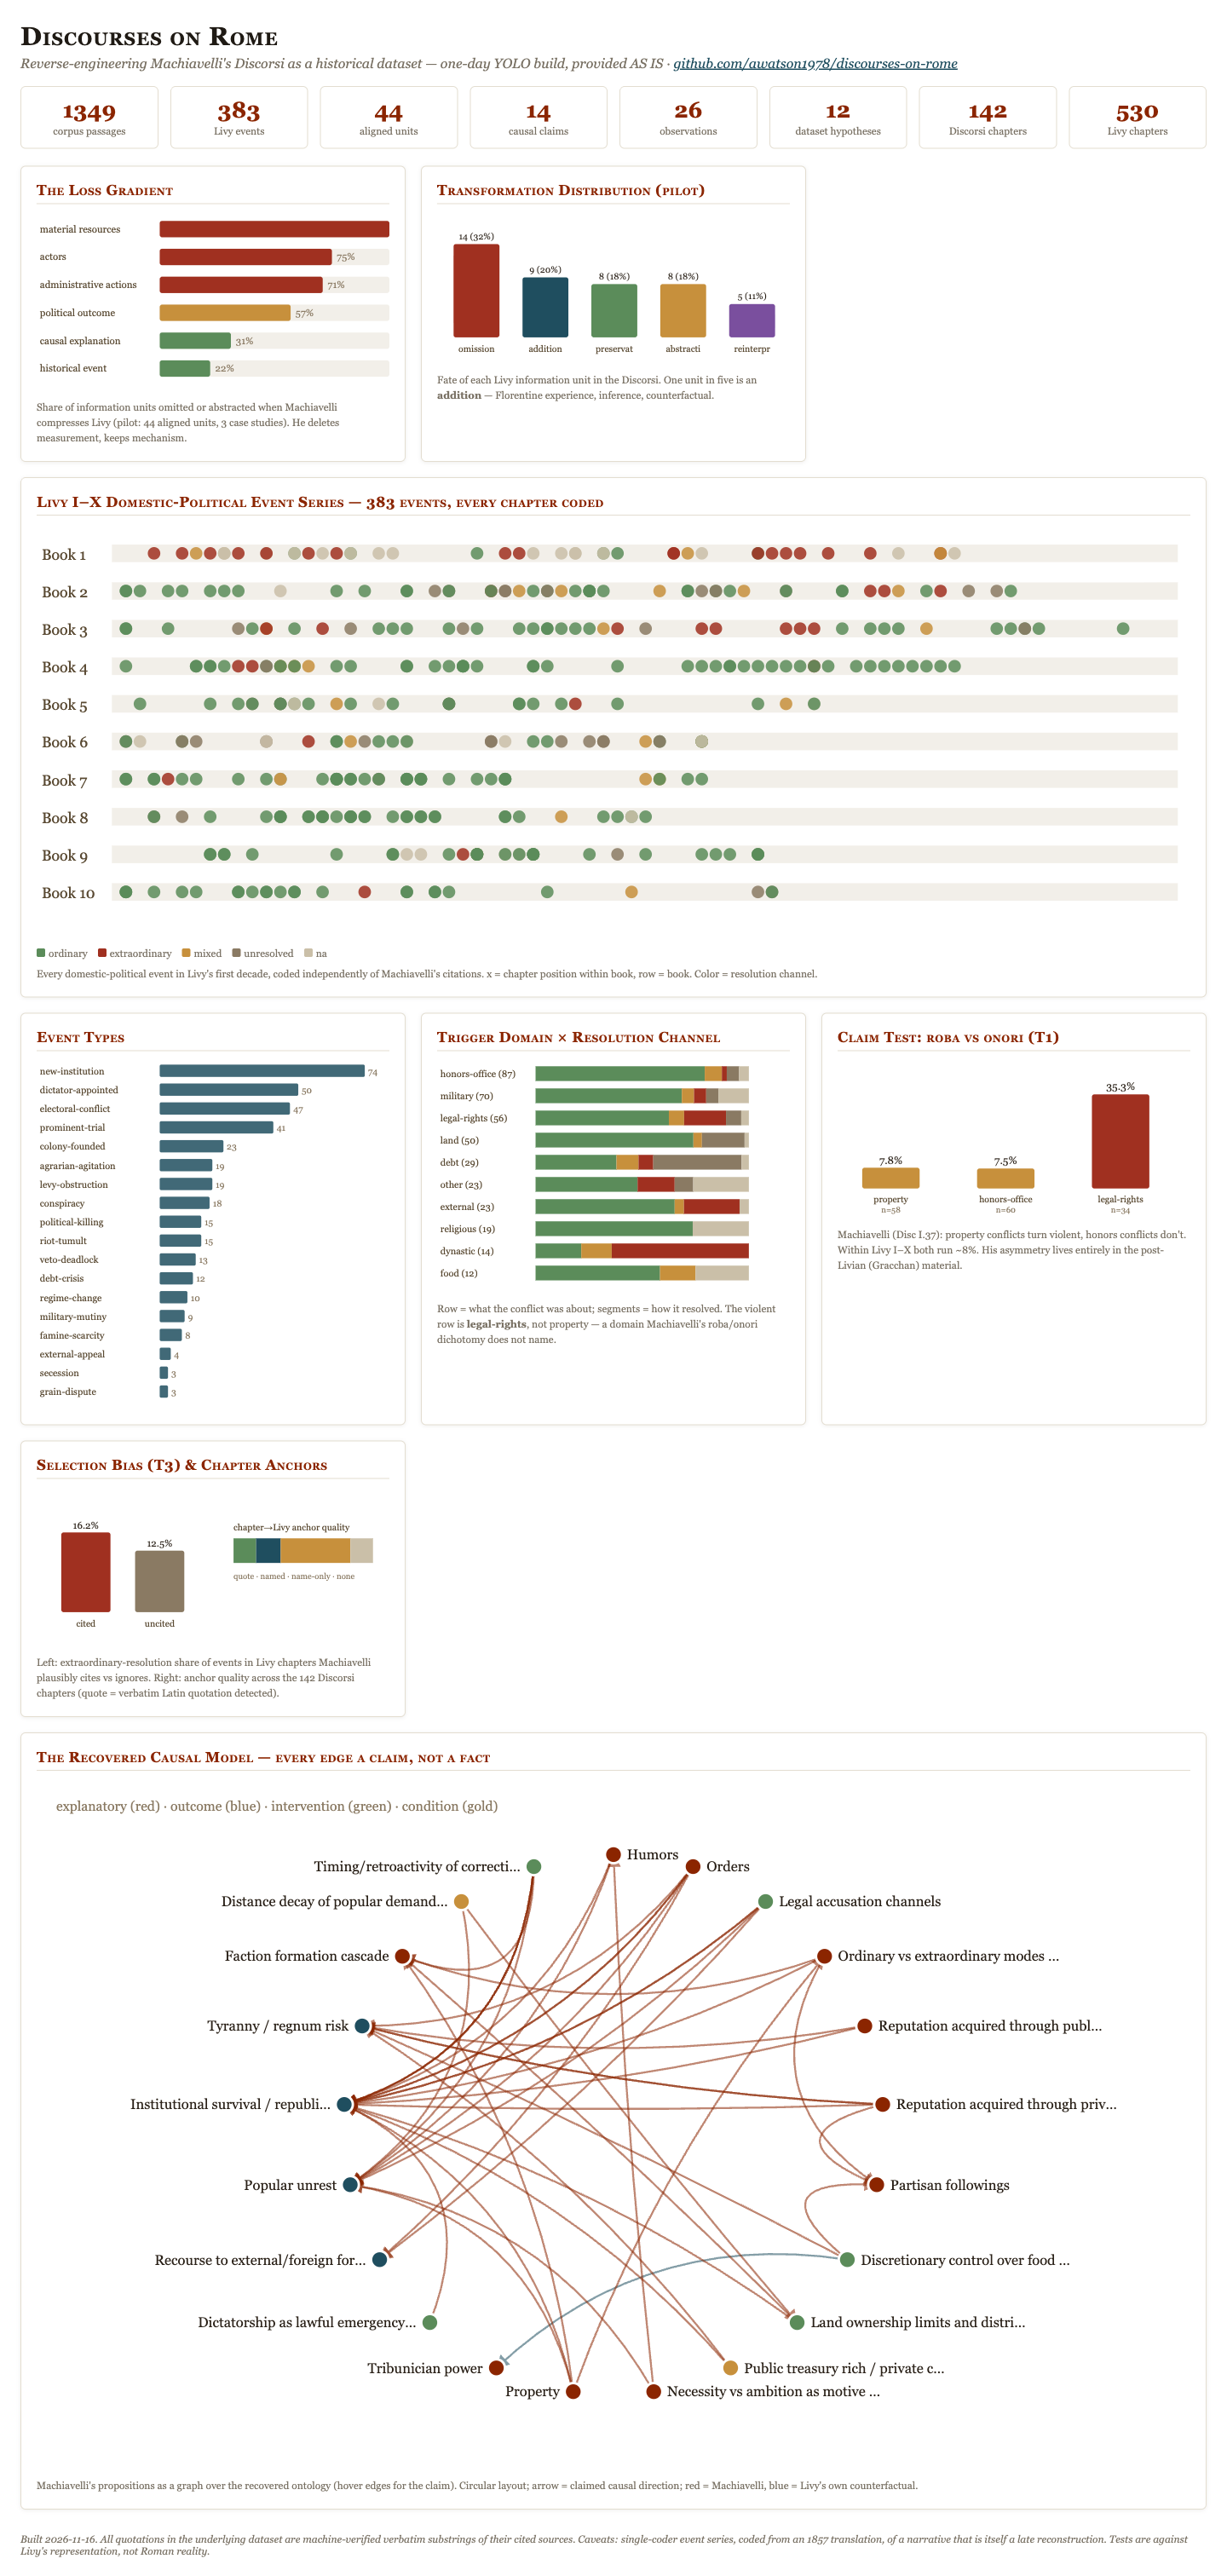 Discourses on Rome
Reverse-engineering Machiavelli's Discorsi as a historical dataset — one-day YOLO build, provided AS IS · github.com/awatson1978/discourses-on-rome
1349
corpus passages
383
Livy events
44
aligned units
14
causal claims
26
observations
12
dataset hypotheses
142
Discorsi chapters
530
Livy chapters
The Loss Gradient
material resources
actors
75%
administrative actions
71%
political outcome
57%
causal explanation
31%
historical event
22%
Share of information units omitted or abstracted when Machiavelli
compresses Livy (pilot: 44 aligned units, 3 case studies). He deletes
measurement, keeps mechanism.
Transformation Distribution (pilot)
14 (32%)
9 (20%)
8 (18%)
8 (18%)
5 (11%)
omission
addition
preservat
abstracti
reinterpr
Fate of each Livy information unit in the Discorsi. One unit in five is an
addition — Florentine experience, inference, counterfactual.
Livy I–X Domestic-Political Event Series — 383 events, every chapter coded
Book 1
Book 2
Book 3
Book 4
Book 5
Book 6
Book 7
Book 8
Book 9
Book 10
ordinary extraordinary mixed unresolved na
Every domestic-political event in Livy's first decade, coded independently of Machiavelli's citations. x = chapter position within book, row = book. Color = resolution channel.
Event Types
new-institution 74
dictator-appointed 50
electoral-conflict 47
prominent-trial 41
colony-founded 23
agrarian-agitation 19
levy-obstruction 19
conspiracy 18
political-killing 15
riot-tumult 15
veto-deadlock 13
debt-crisis 12
regime-change 10
military-mutiny 9
famine-scarcity 8
external-appeal 4
secession 3
grain-dispute 3
Trigger Domain × Resolution Channel
honors-office (87)
military (70)
legal-rights (56)
land (50)
debt (29)
other (23)
external (23)
religious (19)
dynastic (14)
food (12)
Row = what the conflict was about; segments = how it resolved. The violent
row is legal-rights, not property — a domain Machiavelli's roba/onori
dichotomy does not name.
Claim Test: roba vs onori (T1)
7.8%
7.5%
35.3%
property
n=58
honors-office
n=60
legal-rights
n=34
Machiavelli (Disc I.37): property conflicts turn violent, honors conflicts don't.
Within Livy I–X both run ~8%. His asymmetry lives entirely in the post-
Livian (Gracchan) material.
Selection Bias (T3) & Chapter Anchors
16.2%
12.5%
cited
uncited
chapter→Livy anchor quality
quote · named · name-only · none
Left: extraordinary-resolution share of events in Livy chapters Machiavelli
plausibly cites vs ignores. Right: anchor quality across the 142 Discorsi
chapters (quote = verbatim Latin quotation detected).
The Recovered Causal Model — every edge a claim, not a fact
explanatory (red) · outcome (blue) · intervention (green) · condition (gold)
Humors
Timing/retroactivity of correcti...
Orders
Distance decay of popular demand...
Legal accusation channels
Faction formation cascade
Ordinary vs extraordinary modes ...
Tyranny / regnum risk
Reputation acquired through publ...
Institutional survival / republi...
Reputation acquired through priv...
Popular unrest
Partisan followings
Recourse to external/foreign for...
Discretionary control over food ...
Dictatorship as lawful emergency...
Land ownership limits and distri...
Tribunician power
Public treasury rich / private c...
Property
Necessity vs ambition as motive ...
Machiavelli's propositions as a graph over the recovered ontology (hover edges for the claim). Circular layout; arrow = claimed causal direction; red = Machiavelli, blue = Livy's own counterfactual.
Built 2026-11-16. All quotations in the underlying dataset are machine-verified verbatim substrings of their cited sources. Caveats: single-coder event series, coded from an 1857 translation, of a narrative that is itself a late reconstruction. Tests are against
Livy's representation, not Roman reality.